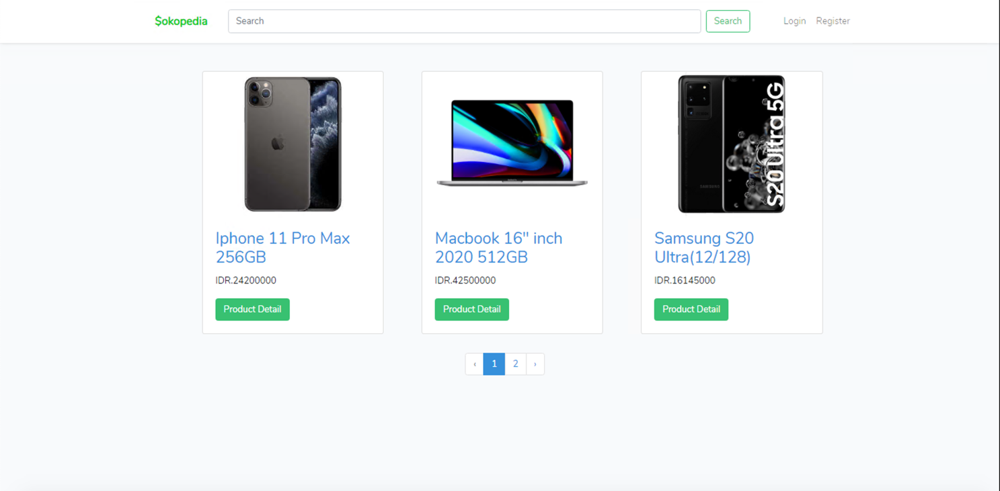 $okopedia
Search
Search
Login
Register
S20 Ultra 5G
SAMSUNG
Iphone 11 Pro Max
256GB
IDR.24200000
Product Detail
Macbook 16" inch
2020 512GB
IDR.42500000
Product Detail
Samsung S20
Ultra(12/128)
IDR.16145000
Product Detail
‹ 1 2 ›